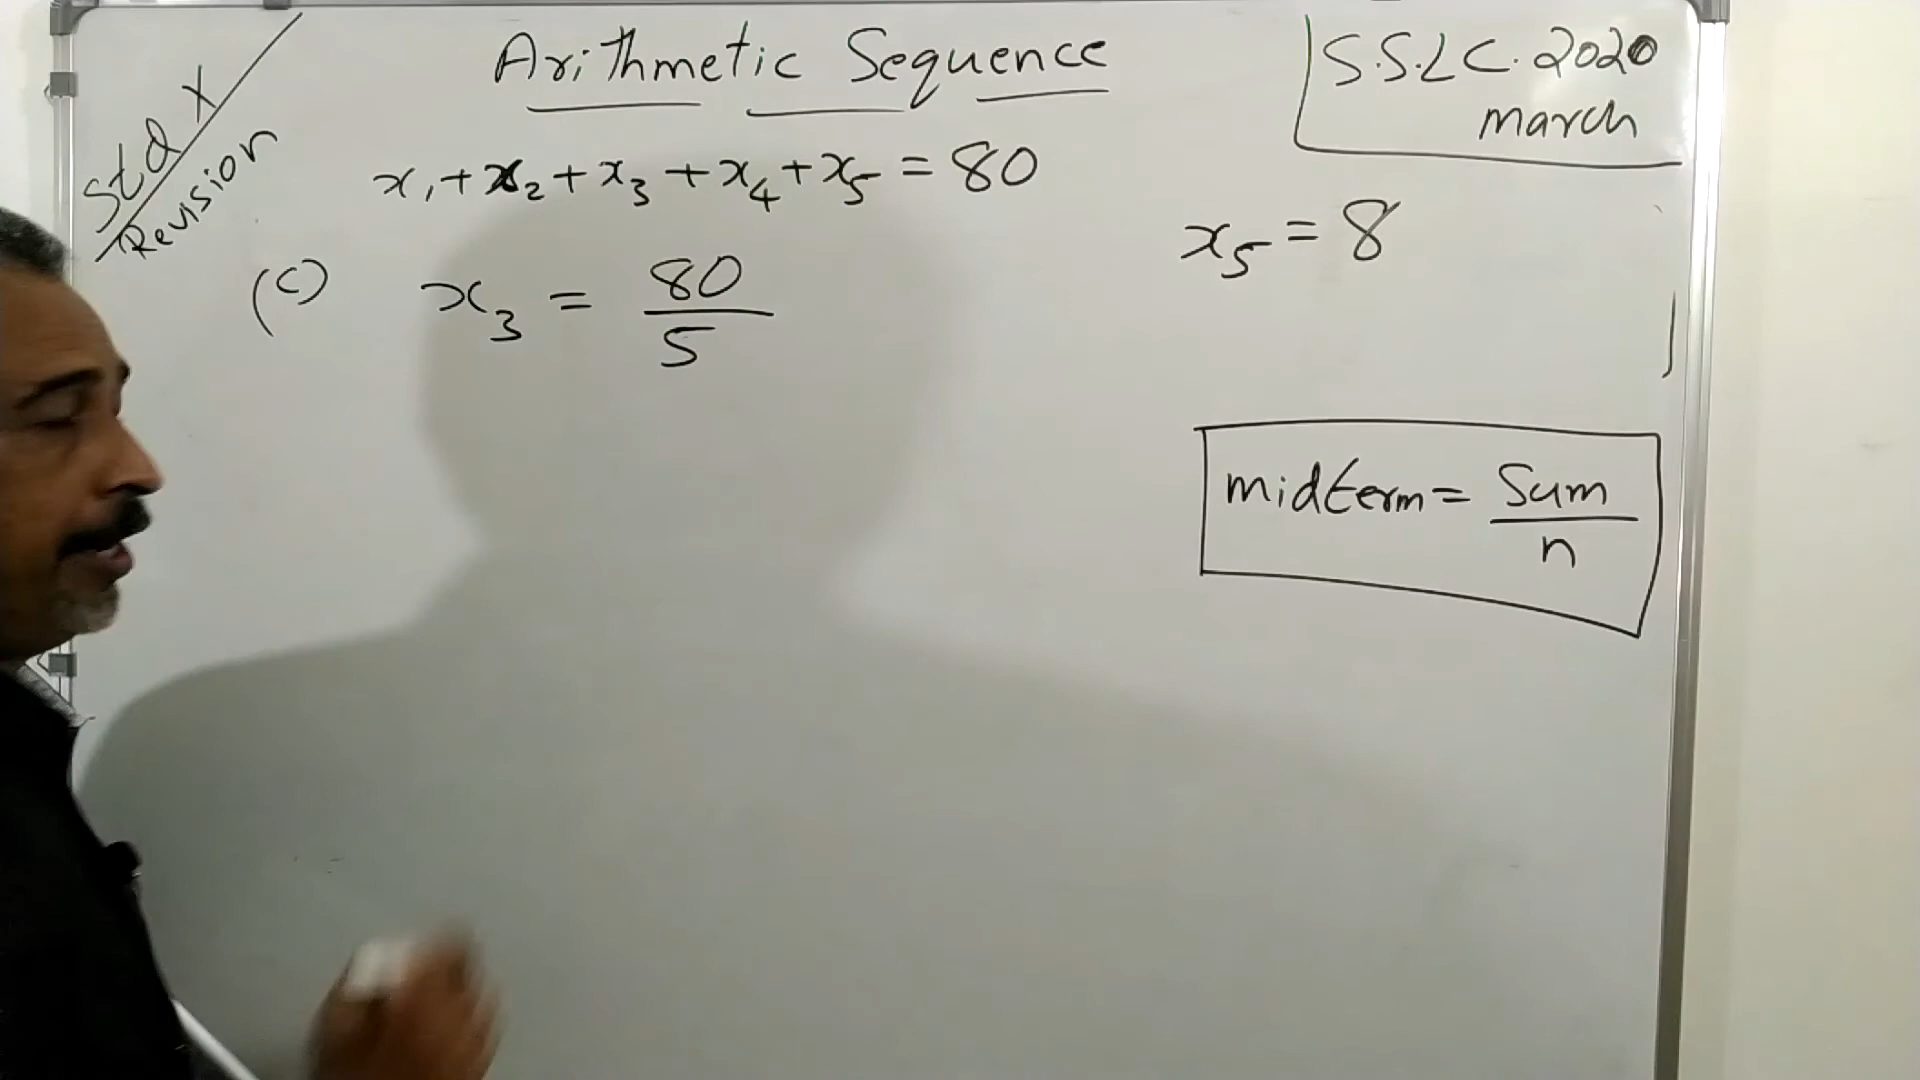 Std X
Revision
Arithmetic Sequence
S.S.L.C. 2020
march
x₁ + x₂ + x₃ + x₄ + x₅ = 80
x₅ = 8
(c) x₃ = 80/5
midterm = Sum/n